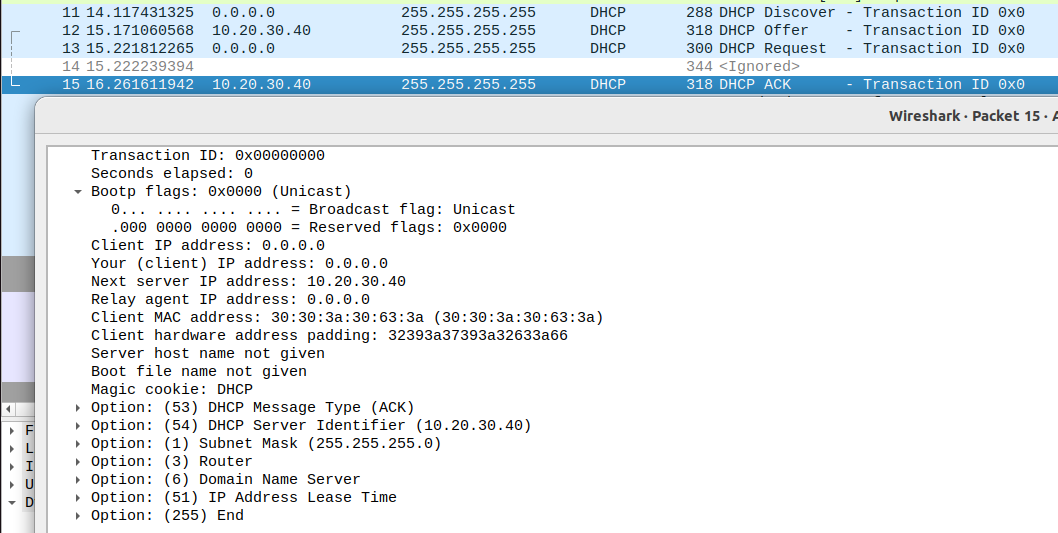 11 14.117431325 0.0.0.0 255.255.255.255 DHCP 288 DHCP Discover - Transaction ID 0x0
12 15.171060568 10.20.30.40 255.255.255.255 DHCP 318 DHCP Offer - Transaction ID 0x0
13 15.221812265 0.0.0.0 255.255.255.255 DHCP 300 DHCP Request - Transaction ID 0x0
14 15.222239394 344 <Ignored>
15 16.261611942 10.20.30.40 255.255.255.255 DHCP 318 DHCP ACK - Transaction ID 0x0
Wireshark · Packet 15 ·
Transaction ID: 0x00000000
Seconds elapsed: 0
Bootp flags: 0x0000 (Unicast)
0... .... .... .... = Broadcast flag: Unicast
.000 0000 0000 0000 = Reserved flags: 0x0000
Client IP address: 0.0.0.0
Your (client) IP address: 0.0.0.0
Next server IP address: 10.20.30.40
Relay agent IP address: 0.0.0.0
Client MAC address: 30:30:3a:30:63:3a (30:30:3a:30:63:3a)
Client hardware address padding: 32393a37393a32633a66
Server host name not given
Boot file name not given
Magic cookie: DHCP
Option: (53) DHCP Message Type (ACK)
Option: (54) DHCP Server Identifier (10.20.30.40)
Option: (1) Subnet Mask (255.255.255.0)
Option: (3) Router
Option: (6) Domain Name Server
Option: (51) IP Address Lease Time
Option: (255) End
F
L
I
U
D